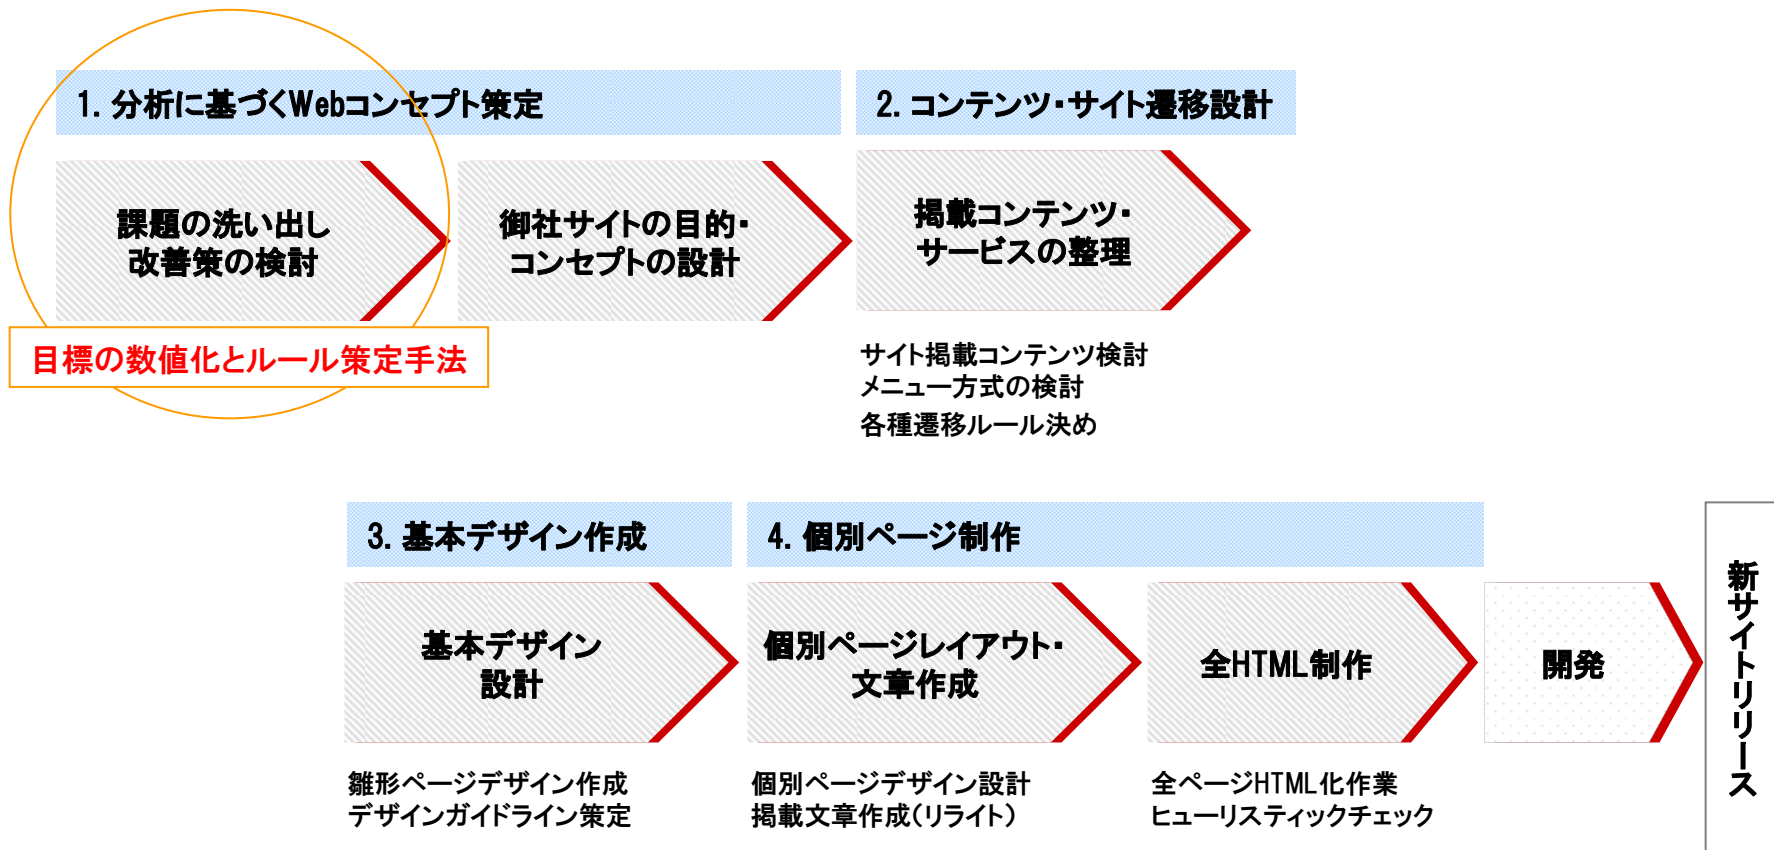 1. 分析に基づくWebコンセプト策定
2. コンテンツ・サイト遷移設計
課題の洗い出し
改善策の検討
御社サイトの目的・
コンセプトの設計
掲載コンテンツ・
サービスの整理
目標の数値化とルール策定手法
サイト掲載コンテンツ検討
メニュー方式の検討
各種遷移ルール決め
3. 基本デザイン作成
4. 個別ページ制作
基本デザイン
設計
個別ページレイアウト・
文章作成
全HTML制作
開発
新サイトリリース
雛形ページデザイン作成
デザインガイドライン策定
個別ページデザイン設計
掲載文章作成(リライト)
全ページHTML化作業
ヒューリスティックチェック